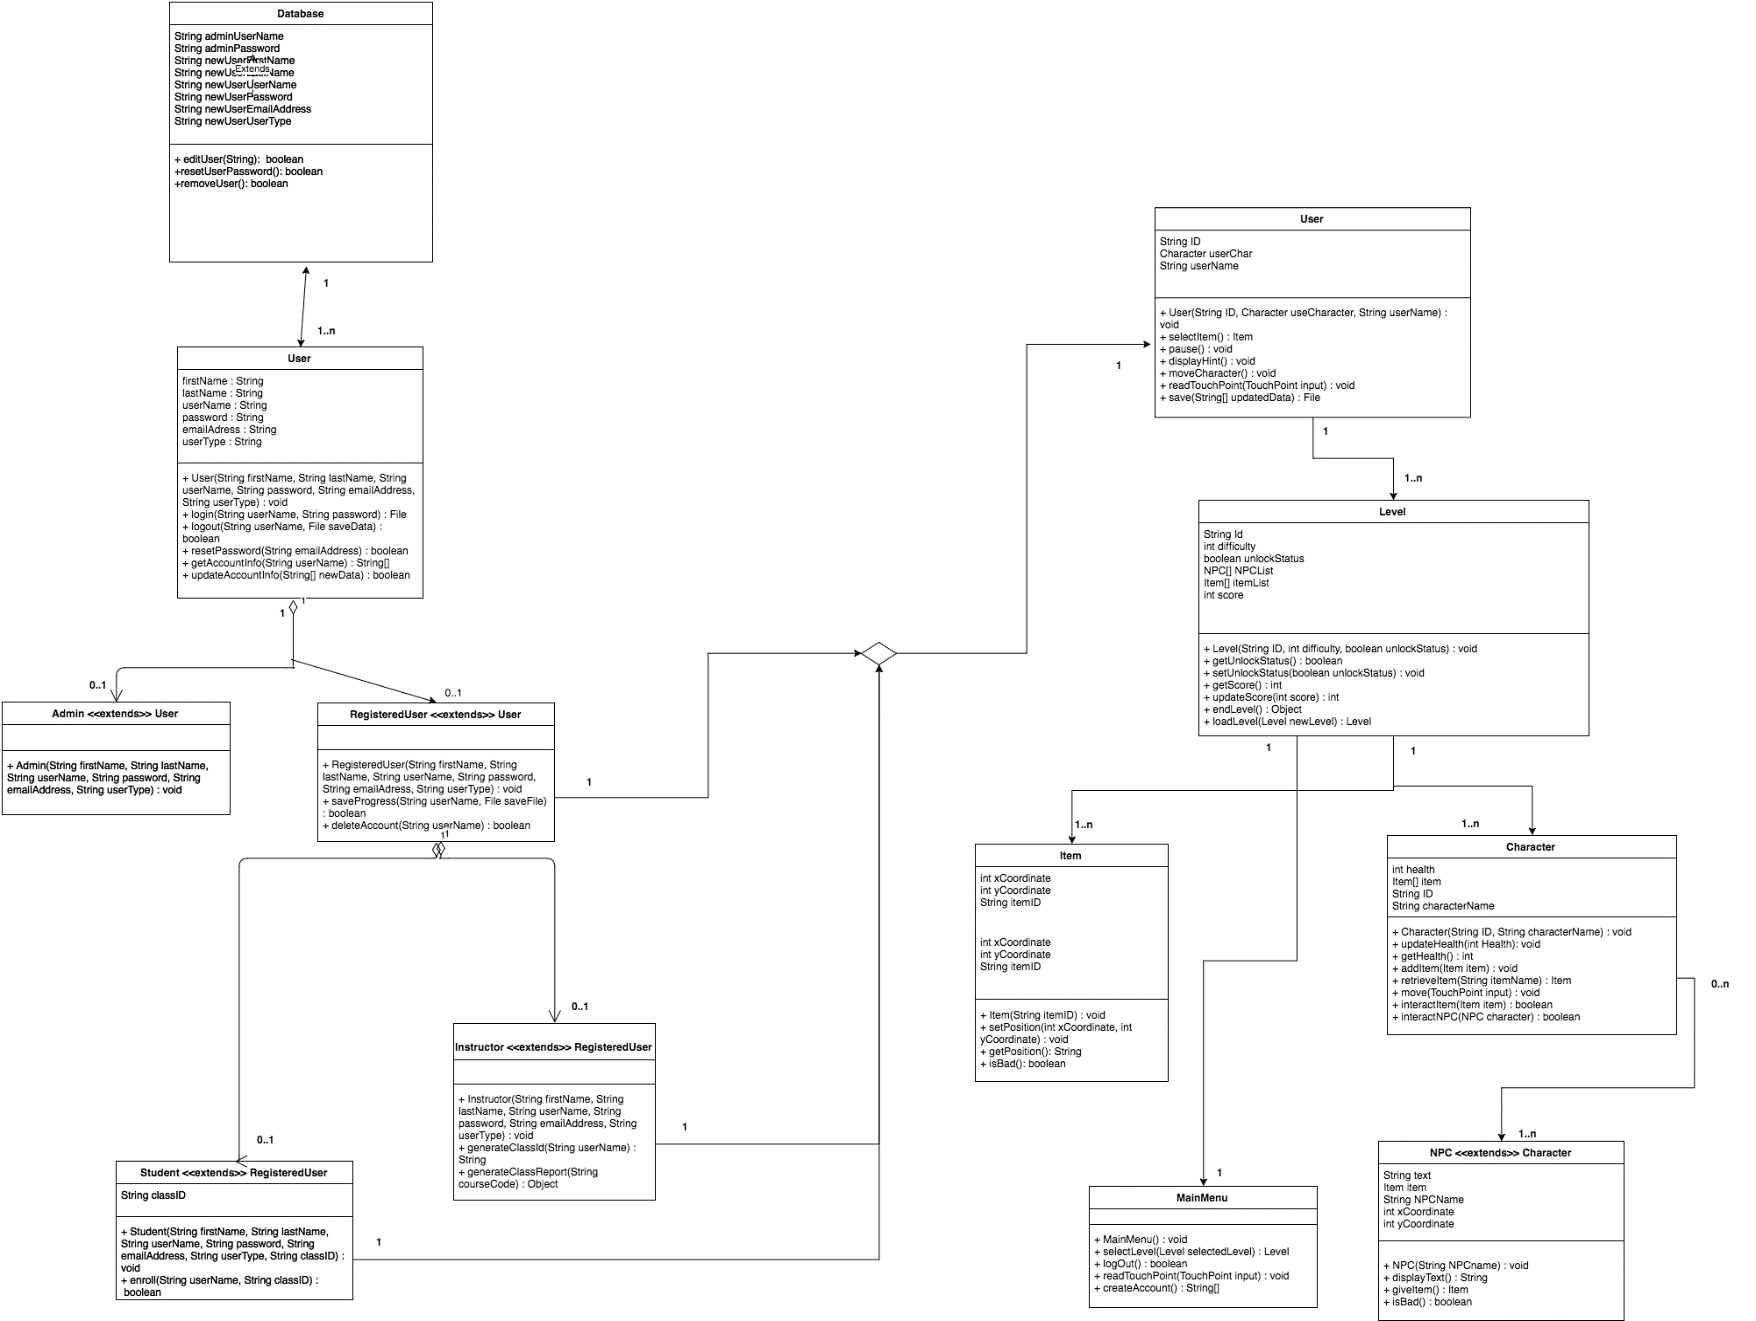 Database
String adminUserName
String adminPassword
String newUserFirstName
String newUserLastName
Extends
String newUserUserName
String newUserPassword
String newUserEmailAddress
String newUserUserType
+ editUser(String): boolean
+resetUserPassword(): boolean
+removeUser(): boolean
1
1..n
User
firstName : String
lastName : String
userName : String
password : String
emailAdress : String
userType : String
+ User(String firstName, String lastName, String
userName, String password, String emailAddress,
String userType) : void
+ login(String userName, String password) : File
+ logout(String userName, File saveData) :
boolean
+ resetPassword(String emailAddress) : boolean
+ getAccountInfo(String userName) : String[]
+ updateAccountInfo(String[] newData) : boolean
1
1
0..1
0..1
Admin <<extends>> User
+ Admin(String firstName, String lastName,
String userName, String password, String
emailAddress, String userType) : void
RegisteredUser <<extends>> User
+ RegisteredUser(String firstName, String
lastName, String userName, String password,
String emailAdress, String userType) : void
+ saveProgress(String userName, File saveFile)
: boolean
+ deleteAccount(String userName) : boolean
1
1
1
0..1
Instructor <<extends>> RegisteredUser
+ Instructor(String firstName, String
lastName, String userName, String
password, String emailAddress, String
userType) : void
+ generateClassId(String userName) :
String
+ generateClassReport(String
courseCode) : Object
1
0..1
Student <<extends>> RegisteredUser
String classID
+ Student(String firstName, String lastName,
String userName, String password, String
emailAddress, String userType, String classID) :
void
+ enroll(String userName, String classID) :
boolean
1
1
User
String ID
Character userChar
String userName
+ User(String ID, Character useCharacter, String userName) :
void
+ selectItem() : Item
+ pause() : void
+ displayHint() : void
+ moveCharacter() : void
+ readTouchPoint(TouchPoint input) : void
+ save(String[] updatedData) : File
1
1..n
Level
String Id
int difficulty
boolean unlockStatus
NPC[] NPCList
Item[] itemList
int score
+ Level(String ID, int difficulty, boolean unlockStatus) : void
+ getUnlockStatus() : boolean
+ setUnlockStatus(boolean unlockStatus) : void
+ getScore() : int
+ updateScore(int score) : int
+ endLevel() : Object
+ loadLevel(Level newLevel) : Level
1
1
1..n
1..n
Item
int xCoordinate
int yCoordinate
String itemID
int xCoordinate
int yCoordinate
String itemID
+ Item(String itemID) : void
+ setPosition(int xCoordinate, int
yCoordinate) : void
+ getPosition(): String
+ isBad(): boolean
Character
int health
Item[] item
String ID
String characterName
+ Character(String ID, String characterName) : void
+ updateHealth(int Health): void
+ getHealth() : int
+ addItem(Item item) : void
+ retrieveItem(String itemName) : Item
+ move(TouchPoint input) : void
+ interactItem(Item item) : boolean
+ interactNPC(NPC character) : boolean
0..n
1..n
1
MainMenu
+ MainMenu() : void
+ selectLevel(Level selectedLevel) : Level
+ logOut() : boolean
+ readTouchPoint(TouchPoint input) : void
+ createAccount() : String[]
NPC <<extends>> Character
String text
Item item
String NPCName
int xCoordinate
int yCoordinate
+ NPC(String NPCname) : void
+ displayText() : String
+ giveItem() : Item
+ isBad() : boolean